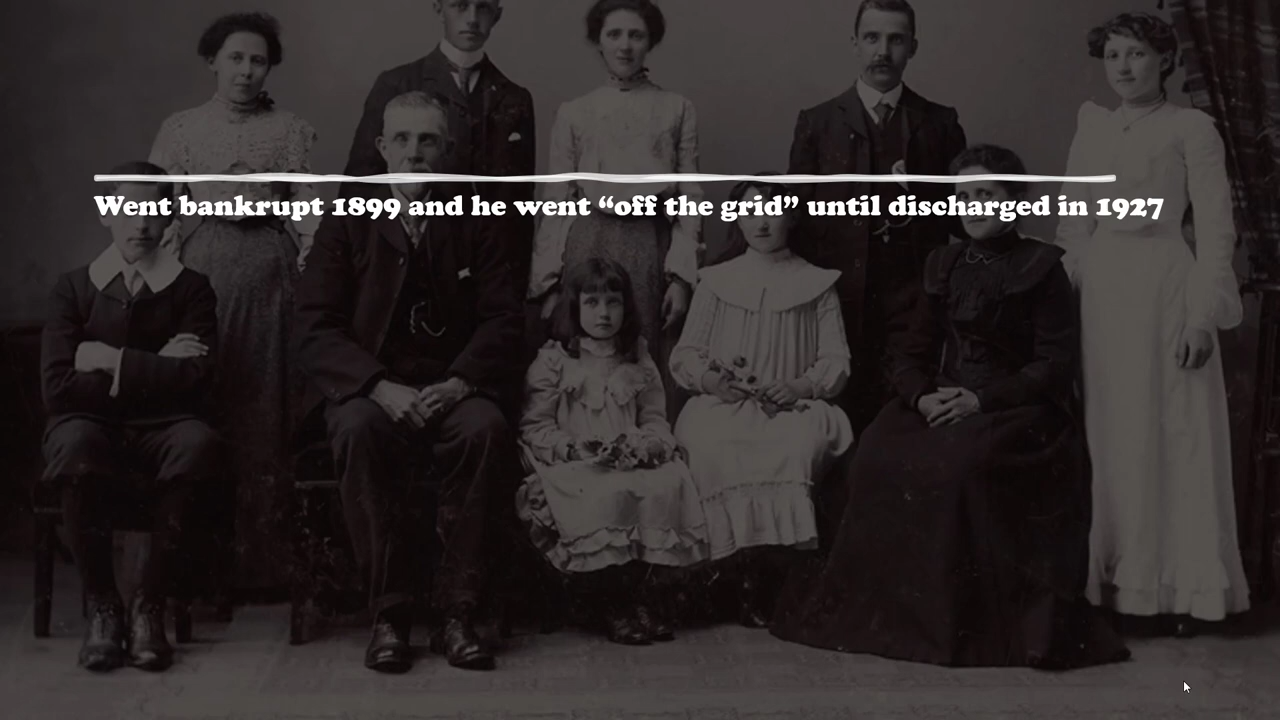 Went bankrupt 1899 and he went “off the grid” until discharged in 1927